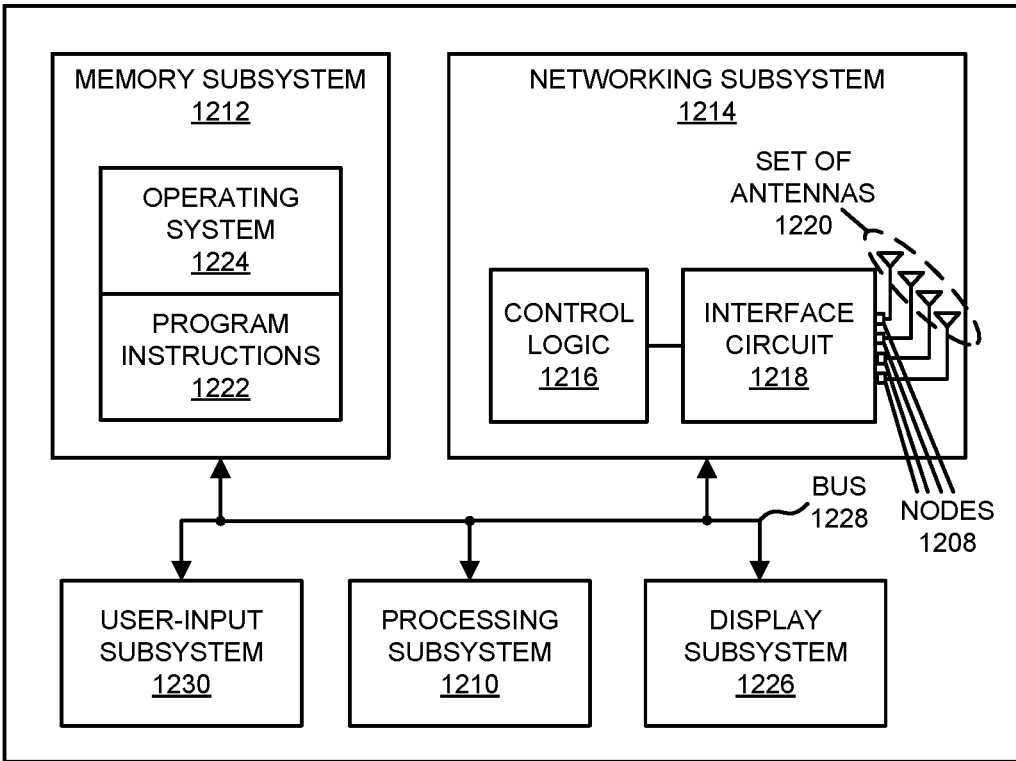 MEMORY SUBSYSTEM
1212
OPERATING
SYSTEM
1224
PROGRAM
INSTRUCTIONS
1222
NETWORKING SUBSYSTEM
1214
SET OF
ANTENNAS
1220
CONTROL
LOGIC
1216
INTERFACE
CIRCUIT
1218
BUS
1228
NODES
1208
USER-INPUT
SUBSYSTEM
1230
PROCESSING
SUBSYSTEM
1210
DISPLAY
SUBSYSTEM
1226